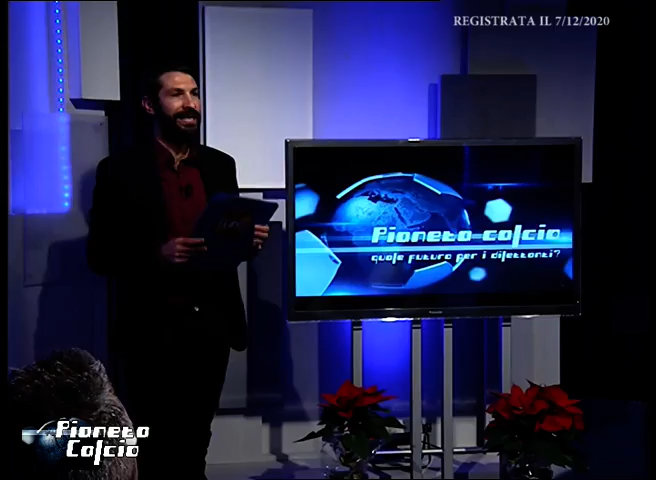 REGISTRATA IL 7/12/2020
Pianeta calcio
quale futuro per i dilettanti?
Pianeta
Calcio